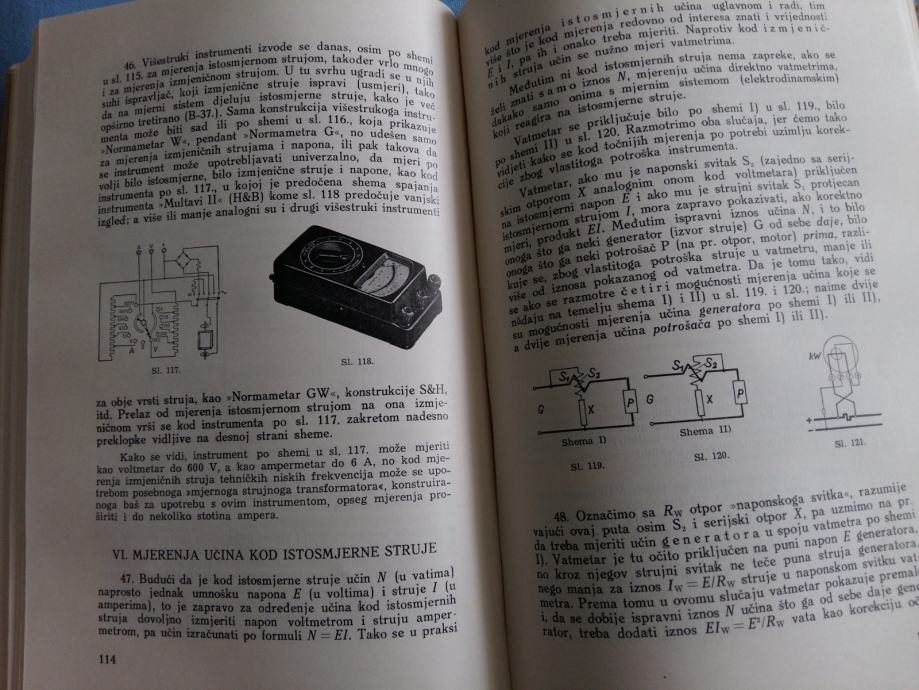 46. Višestruki instrumenti izvode se danas, osim po shemi
u sl. 115. za mjerenja istosmjernom strujom, također vrlo mnogo
i za mjerenja izmjeničnom strujom. U tu svrhu ugradi se u njih
suhi ispravljač, koji izmjenične struje ispravi (usmjeri), tako
da na mjerni sistem djeluju istosmjerne struje, kako je već
opširno tretirano (B-37.). Sama konstrukcija višestrukoga instru-
menta može biti sad ili po shemi u sl. 116., koja prikazuje
»Normametar W«, pendant »Normametra G«, no udešen samo
za mjerenja izmjeničnih strujama i napona, ili pak takova da
se instrument može upotrebljavati univerzalno, da mjeri po
volji bilo istosmjerne, bilo izmjenične struje i napone, kao kod
instrumenta po sl. 117., u kojoj je predočena shema spajanja
instrumenta »Multavi II« (H&B) kome sl. 118 predočuje vanjski
izgled; a više ili manje analogni su i drugi višestruki instrumenti
A V
A V
Sl. 117.
Sl. 118.
za obje vrsti struja, kao »Normametar GW«, konstrukcije S&H,
itd. Prelaz od mjerenja istosmjernom strujom na ona izmje-
ničnom vrši se kod instrumenta po sl. 117. zakretom nadesno
preklopke vidljive na desnoj strani sheme.
Kako se vidi, instrument po shemi u sl. 117. može mjeriti
kao voltmetar do 600 V, a kao ampermetar do 6 A, no kod mje-
renja izmjeničnih struja tehničkih niskih frekvencija može se upo-
trebom posebnoga »mjernoga strujnoga transformatora«, konstruira-
noga baš za upotrebu s ovim instrumentom, opseg mjerenja pro-
širiti i do nekoliko stotina ampera.
VI. MJERENJA UČINA KOD ISTOSMJERNE STRUJE
47. Budući da je kod istosmjerne struje učin N (u vatima)
naprosto jednak umnošku napona E (u voltima) i struje I (u
amperima), to je zapravo za određenje učina kod istosmjernih
struja dovoljno izmjeriti napon voltmetrom i struju amper-
metrom, pa učin izračunati po formuli N = EI. Tako se u praksi
114
kod mjerenja istosmjernih učina uglavnom i radi, tim
više što je kod mjerenja redovno od interesa znati i vrijednosti
E i I, pa ih i onako treba mjeriti. Naprotiv kod izmjenič-
nih struja učin se nužno mjeri vatmetrima.
Međutim ni kod istosmjernih struja nema zapreke, ako se
želi znati samo iznos N, mjerenju učina direktno vatmetrima,
dakako samo onima s mjernim sistemom (elektrodinamskim)
koji reagira na istosmjerne struje.
Vatmetar se priključuje bilo po shemi I) u sl. 119., bilo
po shemi II) u sl. 120. Razmotrimo oba slučaja, jer ćemo tako
vidjeti kako se kod točnijih mjerenja po potrebi uzimlju korek-
cije zbog vlastitoga potroška instrumenta.
Vatmetar, ako mu je naponski svitak S₂ (zajedno sa serij-
skim otporom X analognim onom kod voltmetara) priključen
na istosmjerni napon E i ako mu je strujni svitak S₁ protjecan
istosmjernom strujom I, mora zapravo pokazivati, ako korektno
mjeri, produkt EI. Međutim ispravni iznos učina N, i to bilo
onoga što ga neki generator (izvor struje) G od sebe daje, bilo
onoga što ga neki potrošač P (na pr. otpor, motor) prima, razli-
kuje se, zbog vlastitoga potroška struje u vatmetru, manje ili
više od iznosa pokazanog od vatmetra. Da je tomu tako, vidi
se ako se razmotre četiri mogućnosti mjerenja učina koje se
nādaju na temelju shema I) i II) u sl. 119. i 120.; naime dvije
su mogućnosti mjerenja učina generatora po shemi I) ili II),
a dvije mjerenja učina potrošača po shemi I) ili II).
S₁ S₂
G X P
Shema I)
Sl. 119.
S₁ S₂
G X P
Shema II)
Sl. 120.
kW
+
−
Sl. 121.
48. Označimo sa R_W otpor »naponskog svitka«, razumije
vajući ovaj puta osim S₂ i serijski otpor X, pa uzmimo na pr.
da treba mjeriti učin generatora u spoju vatmetra po shemi
I). Vatmetar je tu očito priključen na puni napon E generatora,
no kroz njegov strujni svitak ne teče puna struja generatora,
nego manja za iznos I_W = E/R_W struje u naponskom svitku vat
metra. Prema tomu u ovomu slučaju vatmetar pokazuje premalo
i, da se dobije ispravni iznos N učina što ga od sebe daje gene
rator, treba dodati iznos EI_W = E²/R_W vata kao korekciju